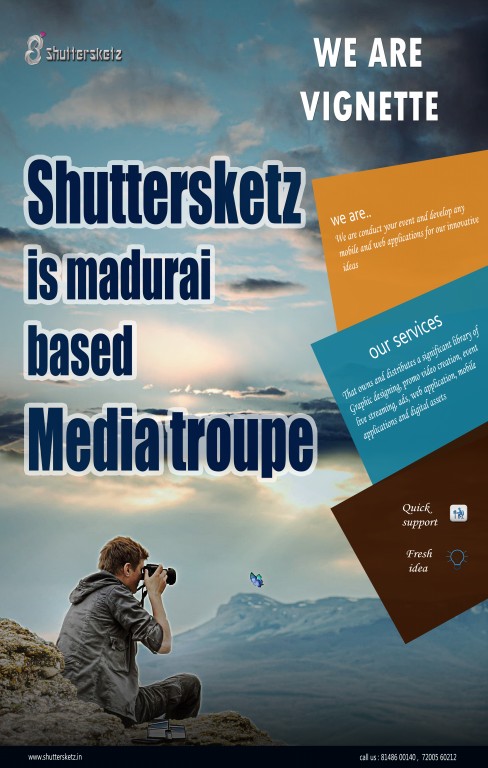 Shuttersketz
WE ARE
VIGNETTE
Shuttersketz
is madurai
based
Media troupe
we are..
We are conduct your event and develop any
mobile and web applications for our innovative
ideas
our services
That owns and distributes a significant library of
Graphic designing, promo video creation, event
live streaming, ads, web application, mobile
applications and digital assets
Quick
support
Fresh
idea
www.shuttersketz.in
call us : 81486 00140 , 72005 60212